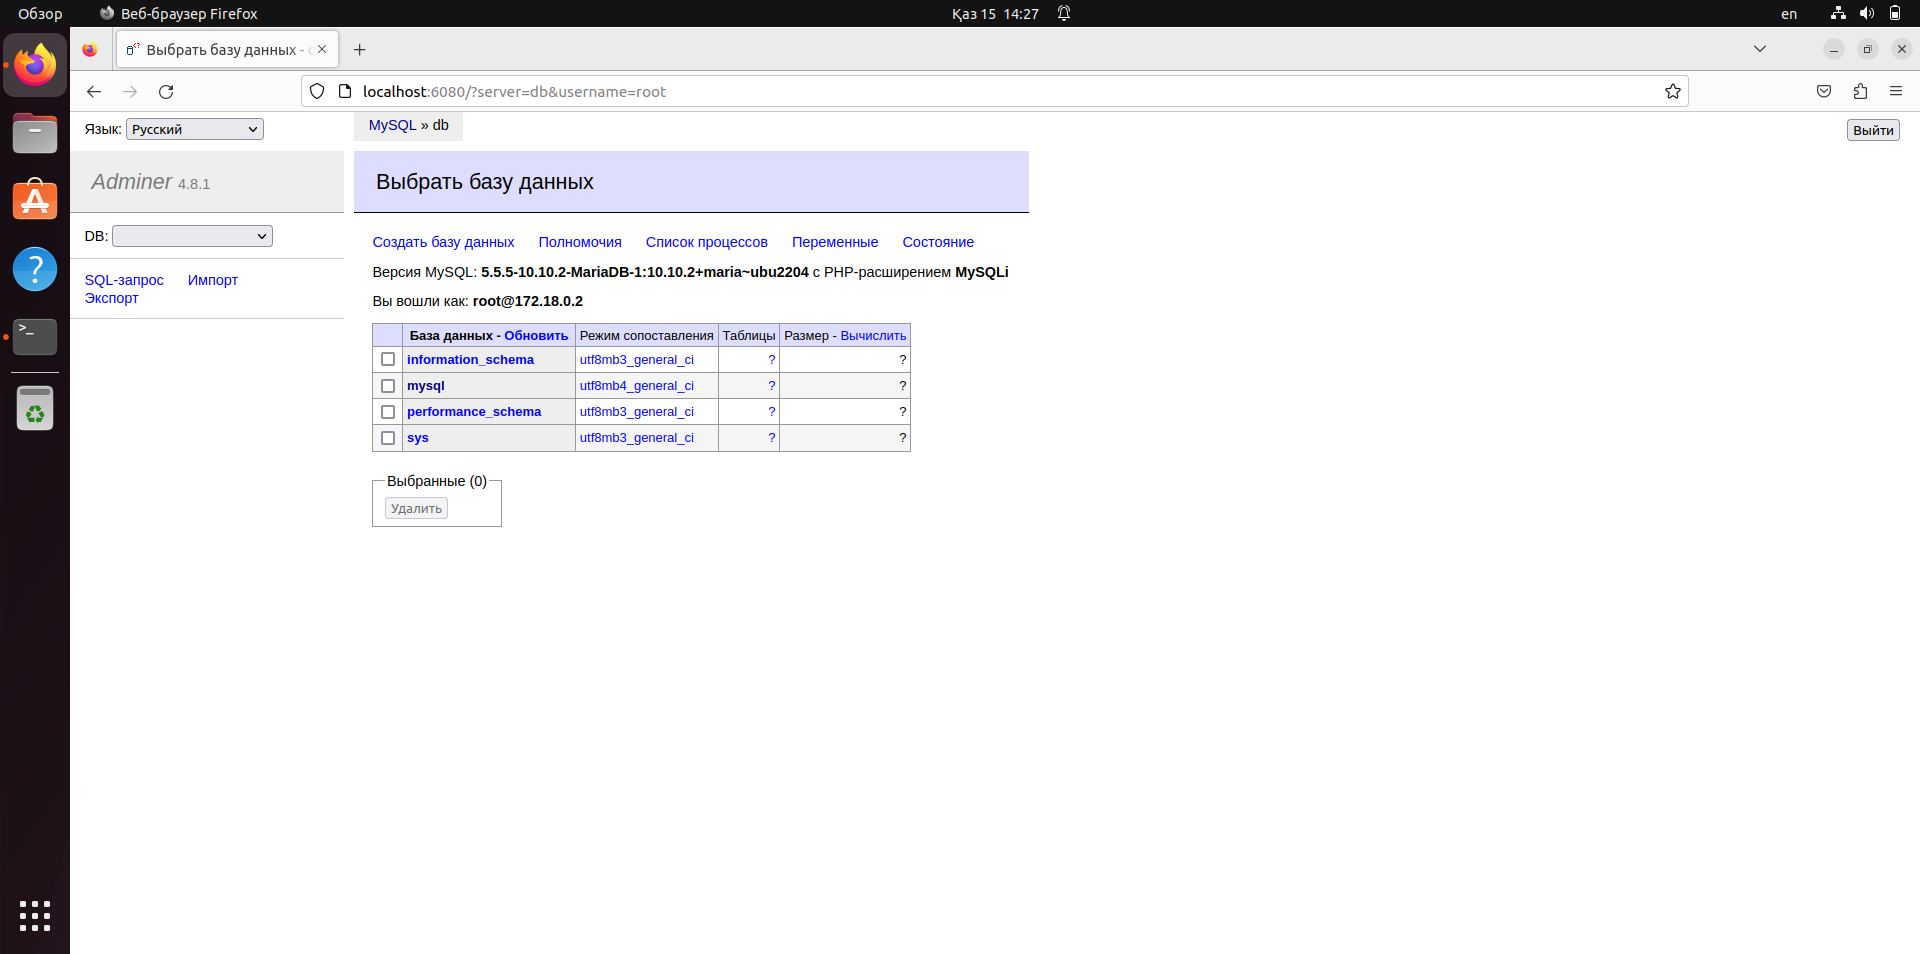 Обзор Веб-браузер Firefox Қаз 15 14:27 en
Выбрать базу данных -
localhost:6080/?server=db&username=root
Язык: Русский MySQL » db Выйти
Adminer 4.8.1 Выбрать базу данных
DB:
Создать базу данных Полномочия Список процессов Переменные Состояние
Версия MySQL: 5.5.5-10.10.2-MariaDB-1:10.10.2+maria~ubu2204 с PHP-расширением MySQLi
SQL-запрос Импорт
Экспорт
Вы вошли как: root@172.18.0.2
База данных - Обновить Режим сопоставления Таблицы Размер - Вычислить
information_schema utf8mb3_general_ci ? ?
mysql utf8mb4_general_ci ? ?
performance_schema utf8mb3_general_ci ? ?
sys utf8mb3_general_ci ? ?
Выбранные (0)
Удалить